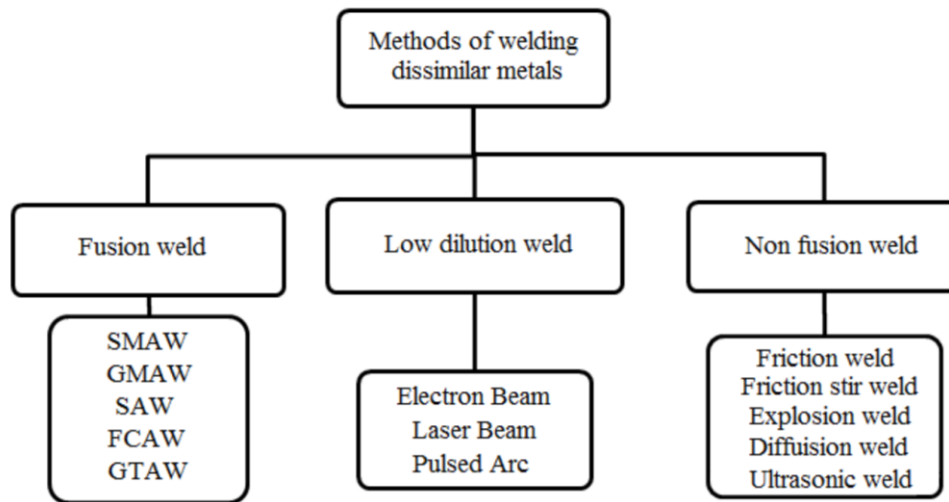 Methods of welding
dissimilar metals
Fusion weld
Low dilution weld
Non fusion weld
SMAW
GMAW
SAW
FCAW
GTAW
Electron Beam
Laser Beam
Pulsed Arc
Friction weld
Friction stir weld
Explosion weld
Diffuision weld
Ultrasonic weld